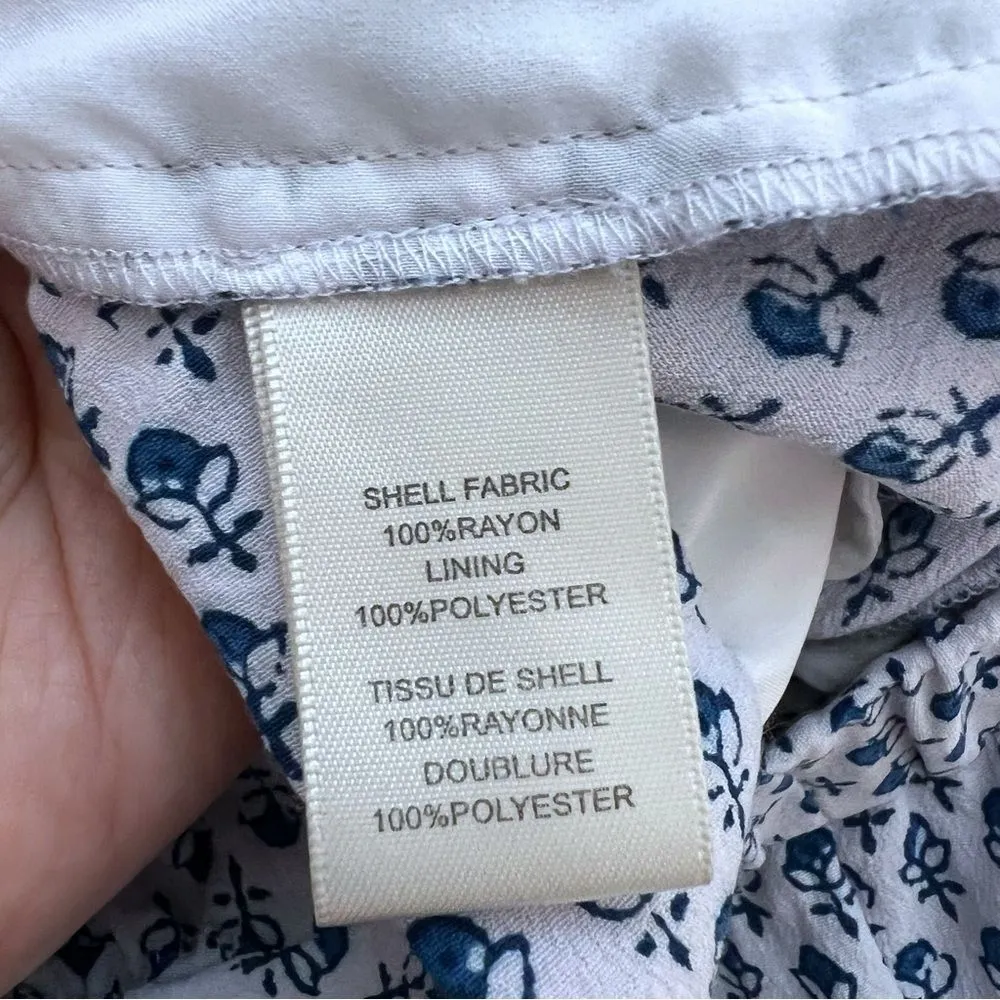 SHELL FABRIC
100%RAYON
LINING
100%POLYESTER
TISSU DE SHELL
100%RAYONNE
DOUBLURE
100%POLYESTER